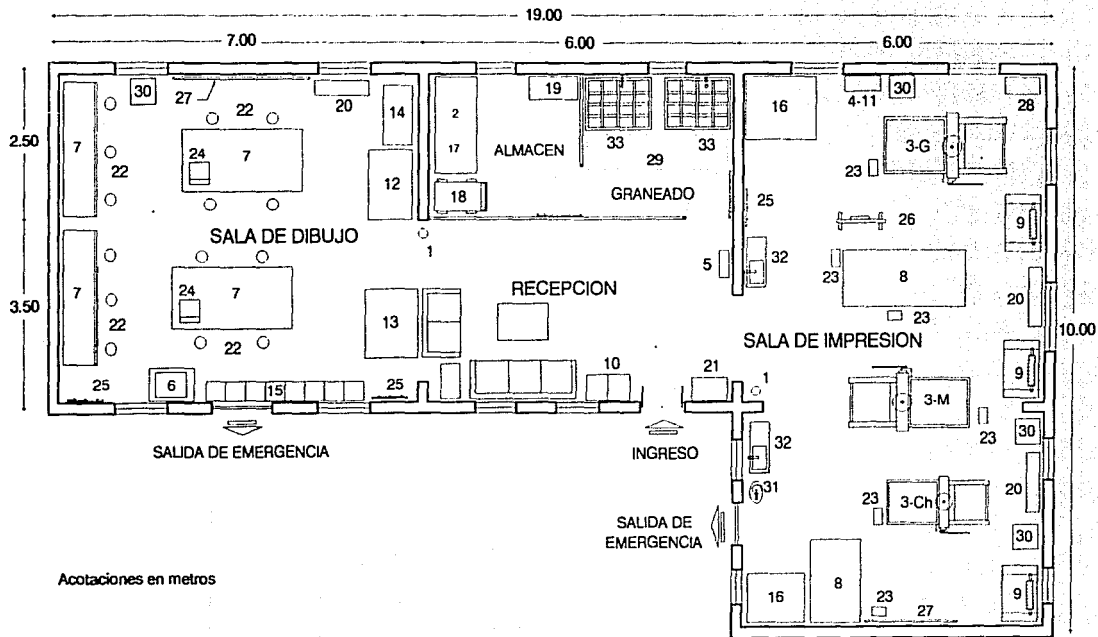 19.00
7.00 6.00 6.00
30 27 22 20 14 2 19 16 4-11 30 28
2.50
7 22 24 7 12 17 ALMACEN 33 29 33 3-G 23
18 GRANEADO 25 26 9
SALA DE DIBUJO 1 5 32 23 8
7 22 24 7 13 RECEPCION 23 20
3.50
22 SALA DE IMPRESION 10.00
25 6 15 25 10 21 1 3-M 9
23 30
SALIDA DE EMERGENCIA INGRESO 32
31 23 3-Ch 20
SALIDA DE
EMERGENCIA 30
Acotaciones en metros
16 8 23 27 9